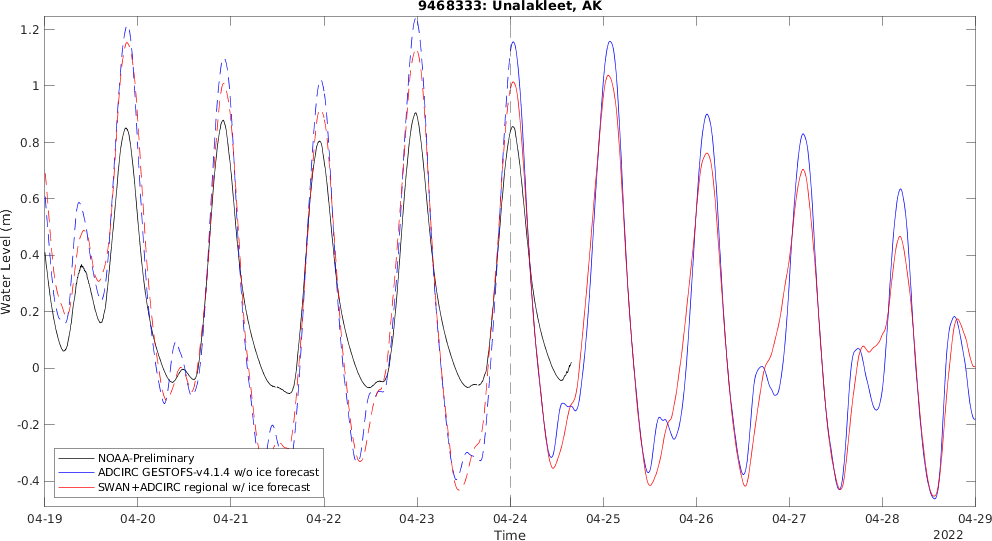 9468333: Unalakleet, AK
Water Level (m)
1.2
1
0.8
0.6
0.4
0.2
0
-0.2
-0.4
NOAA-Preliminary
ADCIRC GESTOFS-v4.1.4 w/o ice forecast
SWAN+ADCIRC regional w/ ice forecast
04-19 04-20 04-21 04-22 04-23 04-24 04-25 04-26 04-27 04-28 04-29
Time
2022